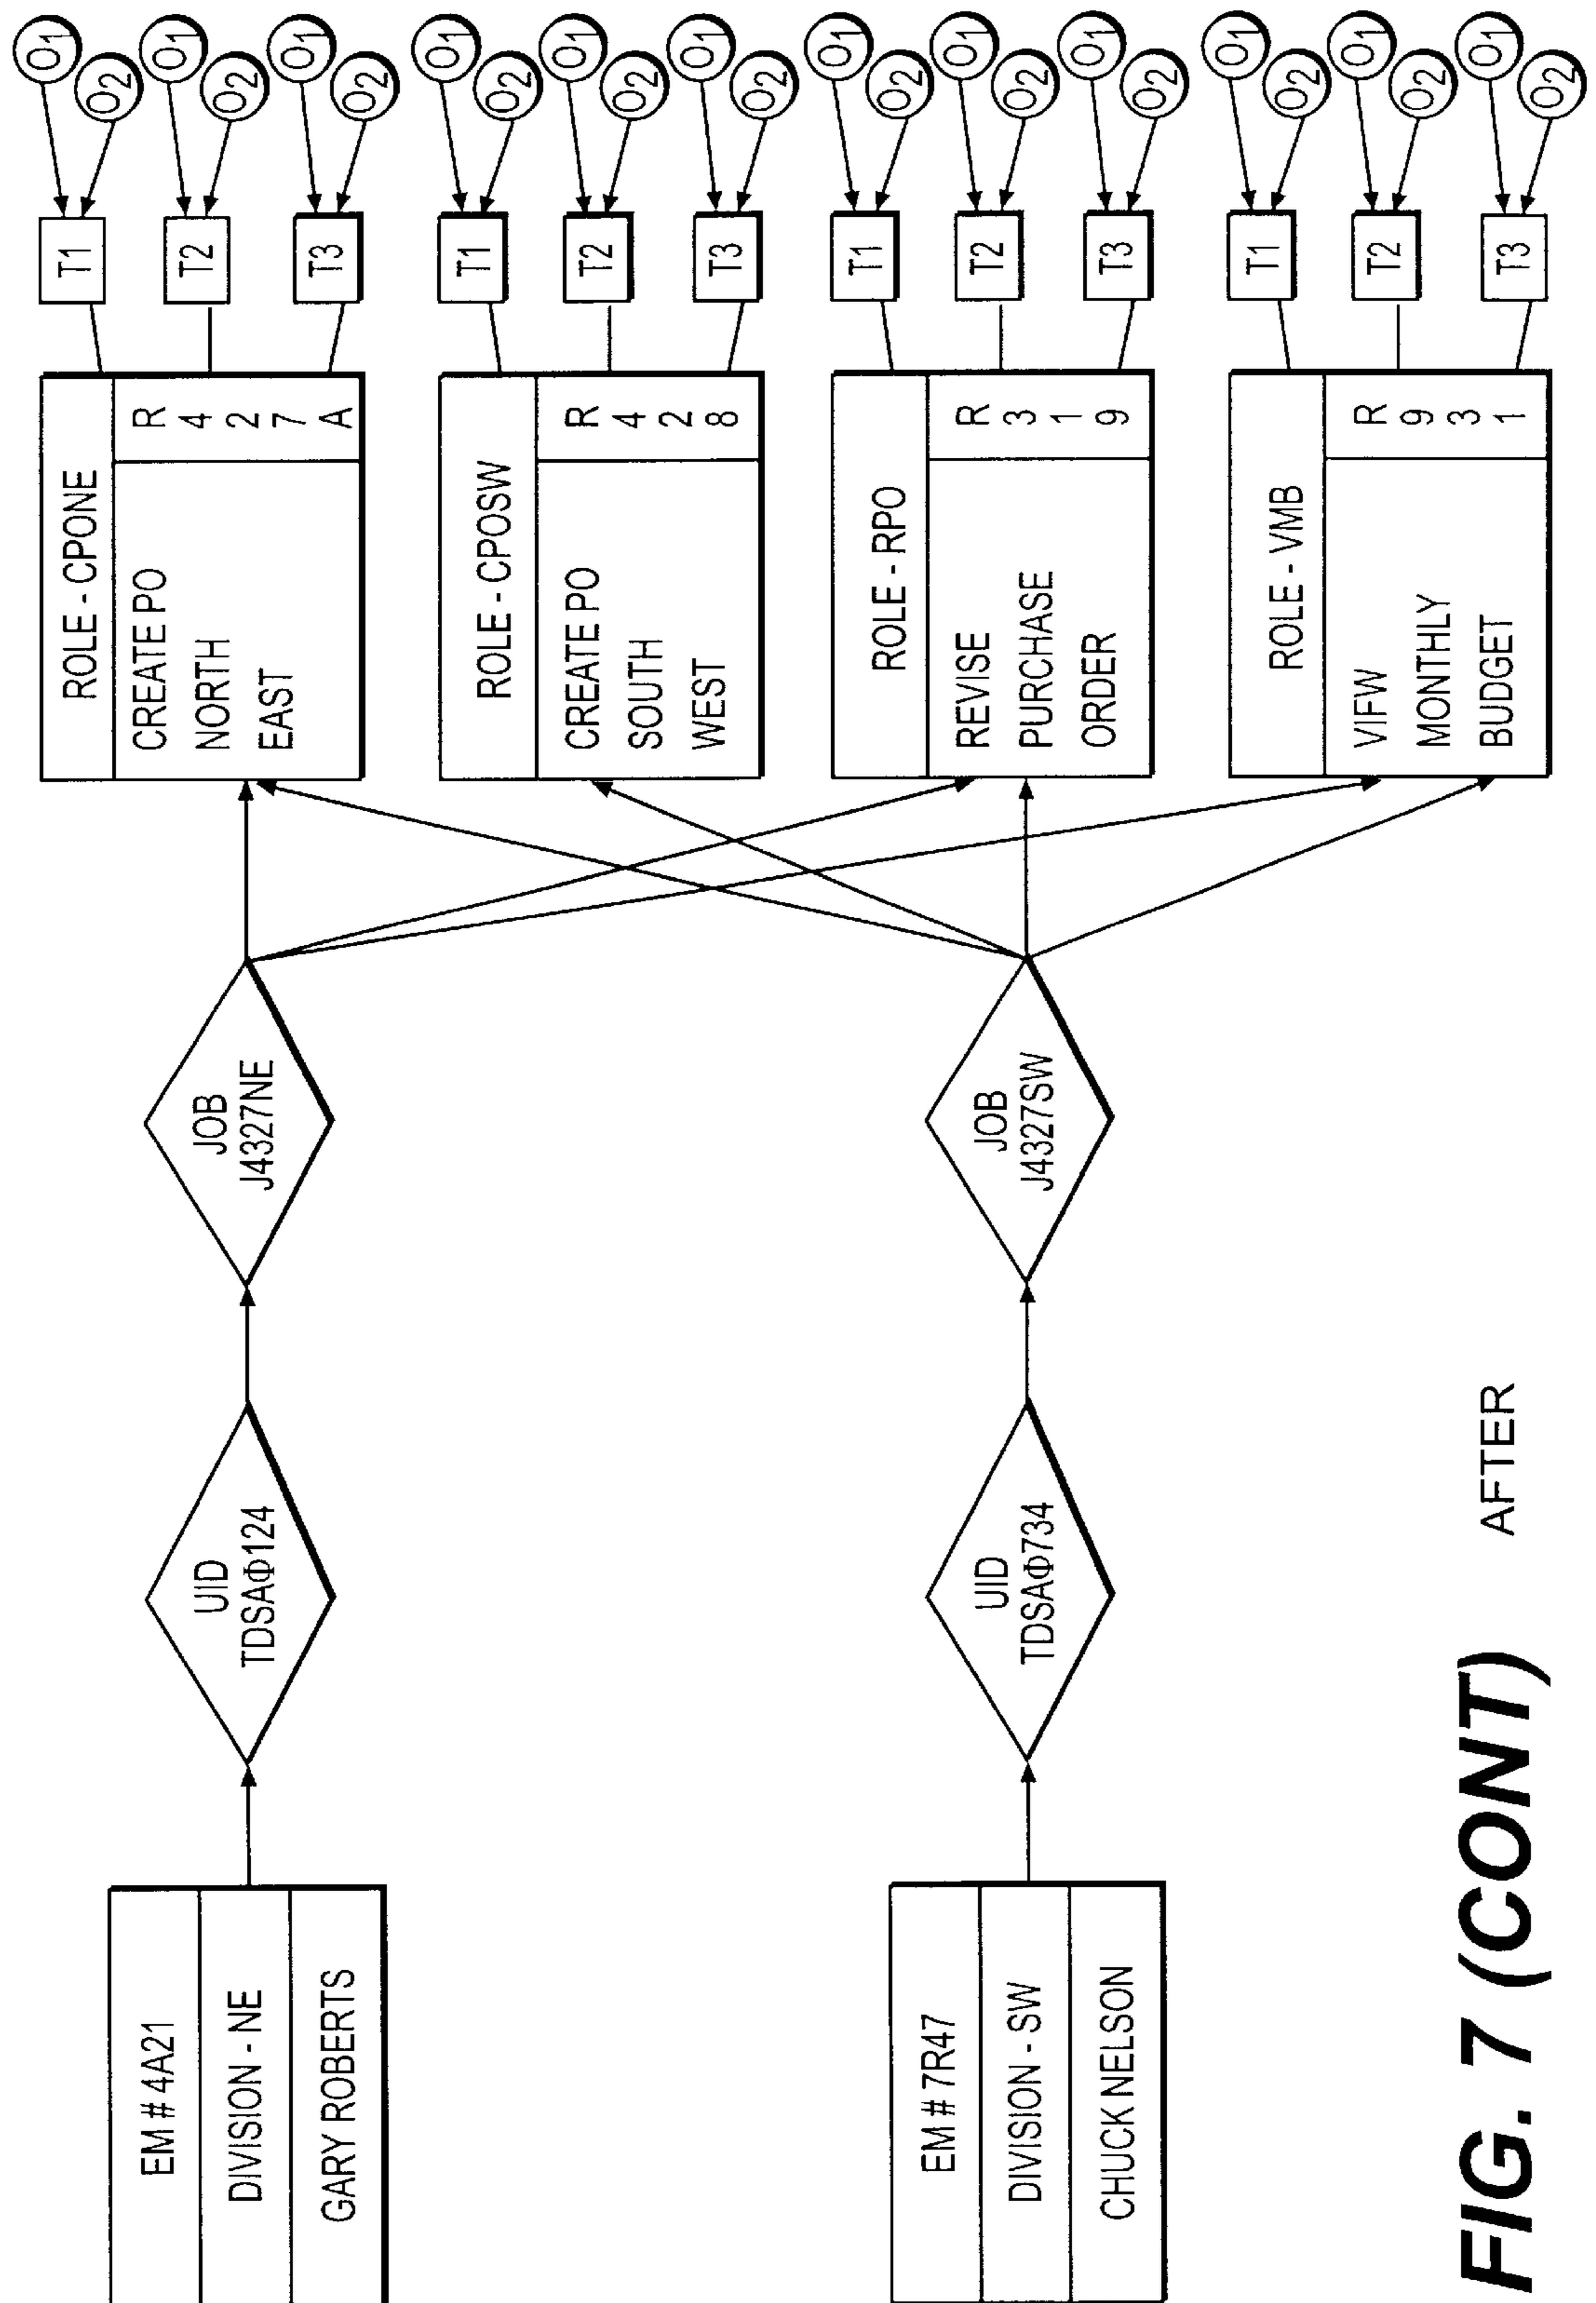 EM # 4A21
DIVISION - NE
GARY ROBERTS
UID
TDSAΦ124
JOB
J4327NE
ROLE - CPONE
CREATE PO
NORTH
EAST
R
4
2
7
A
T1
T2
T3
O1
O2
O1
O2
O1
O2
ROLE - CPOSW
CREATE PO
SOUTH
WEST
R
4
2
8
T1
T2
T3
O1
O2
O1
O2
O1
O2
EM # 7R47
DIVISION - SW
CHUCK NELSON
UID
TDSAΦ734
JOB
J4327SW
ROLE - RPO
REVISE
PURCHASE
ORDER
R
3
1
9
T1
T2
T3
O1
O2
O1
O2
O1
O2
ROLE - VMB
VIFW
MONTHLY
BUDGET
R
9
3
1
T1
T2
T3
O1
O2
O1
O2
O1
O2
FIG. 7 (CONT)
AFTER